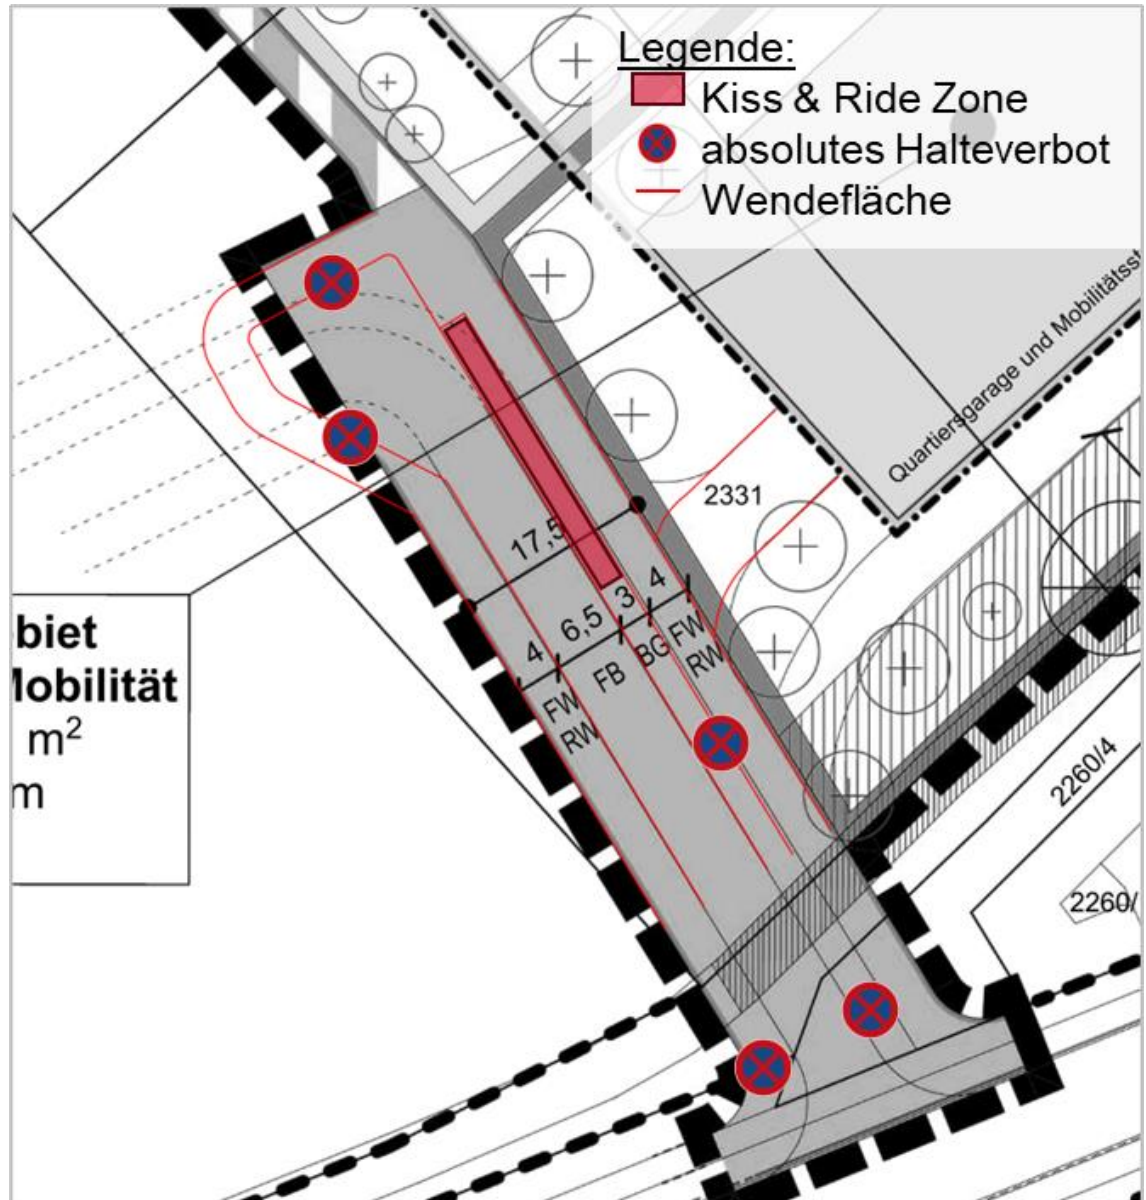 Legende:
Kiss & Ride Zone
absolutes Halteverbot
Wendefläche
Quartiersgarage und Mobilitätsst
2331
17,5
4
6,5
3
4
FW
RW
FB
BG
FW
RW
biet
Mobilität
m²
m
2260/4
2260/